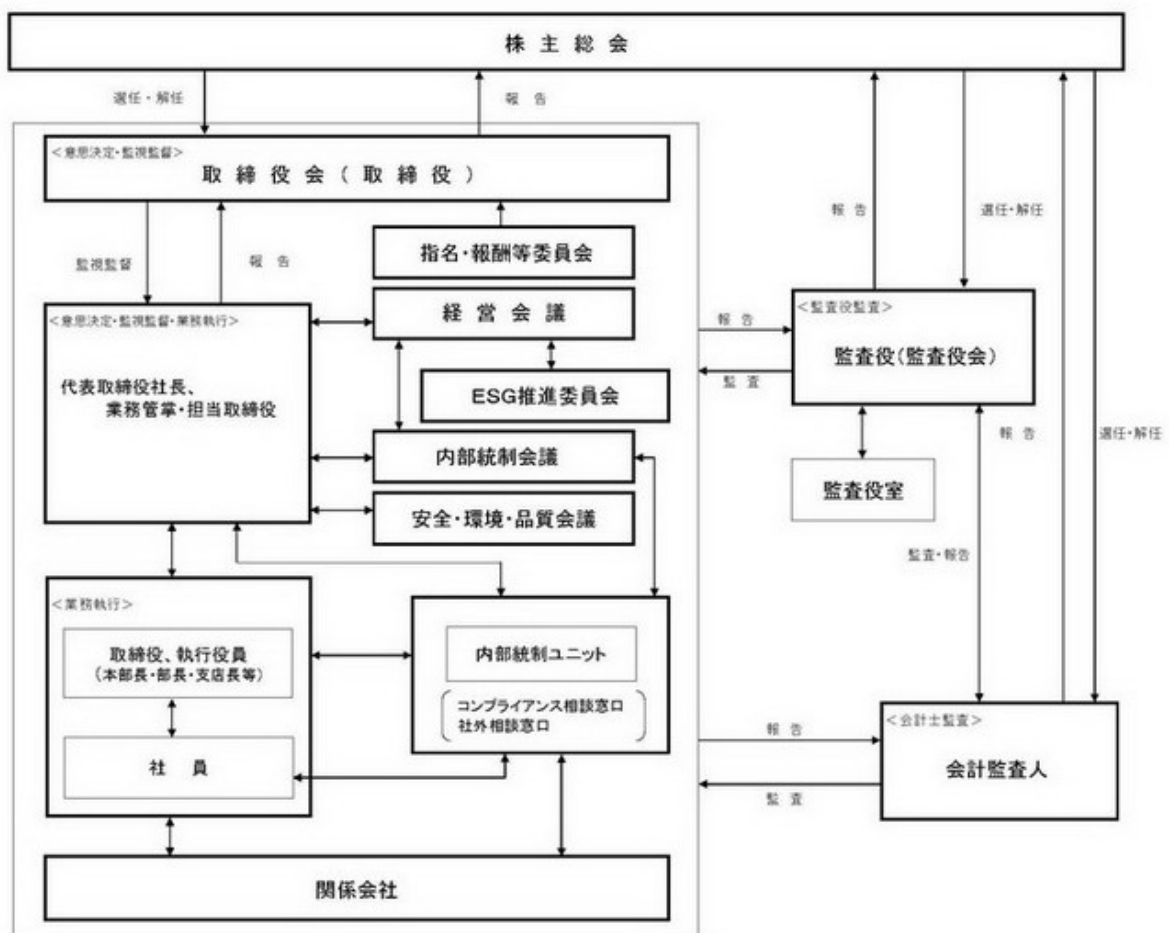 株主総会
選任・解任
報告
<意思決定・監視監督>
取締役会(取締役)
監視監督
報告
指名・報酬等委員会
経営会議
<意思決定・監視監督・業務執行>
代表取締役社長、
業務管掌・担当取締役
ESG推進委員会
内部統制会議
安全・環境・品質会議
<業務執行>
取締役、執行役員
(本部長・部長・支店長等)
社員
内部統制ユニット
コンプライアンス相談窓口
社外相談窓口
関係会社
報告
選任・解任
報告
監査
<監査役監査>
監査役(監査役会)
監査役室
報告
選任・解任
監査・報告
報告
監査
<会計士監査>
会計監査人